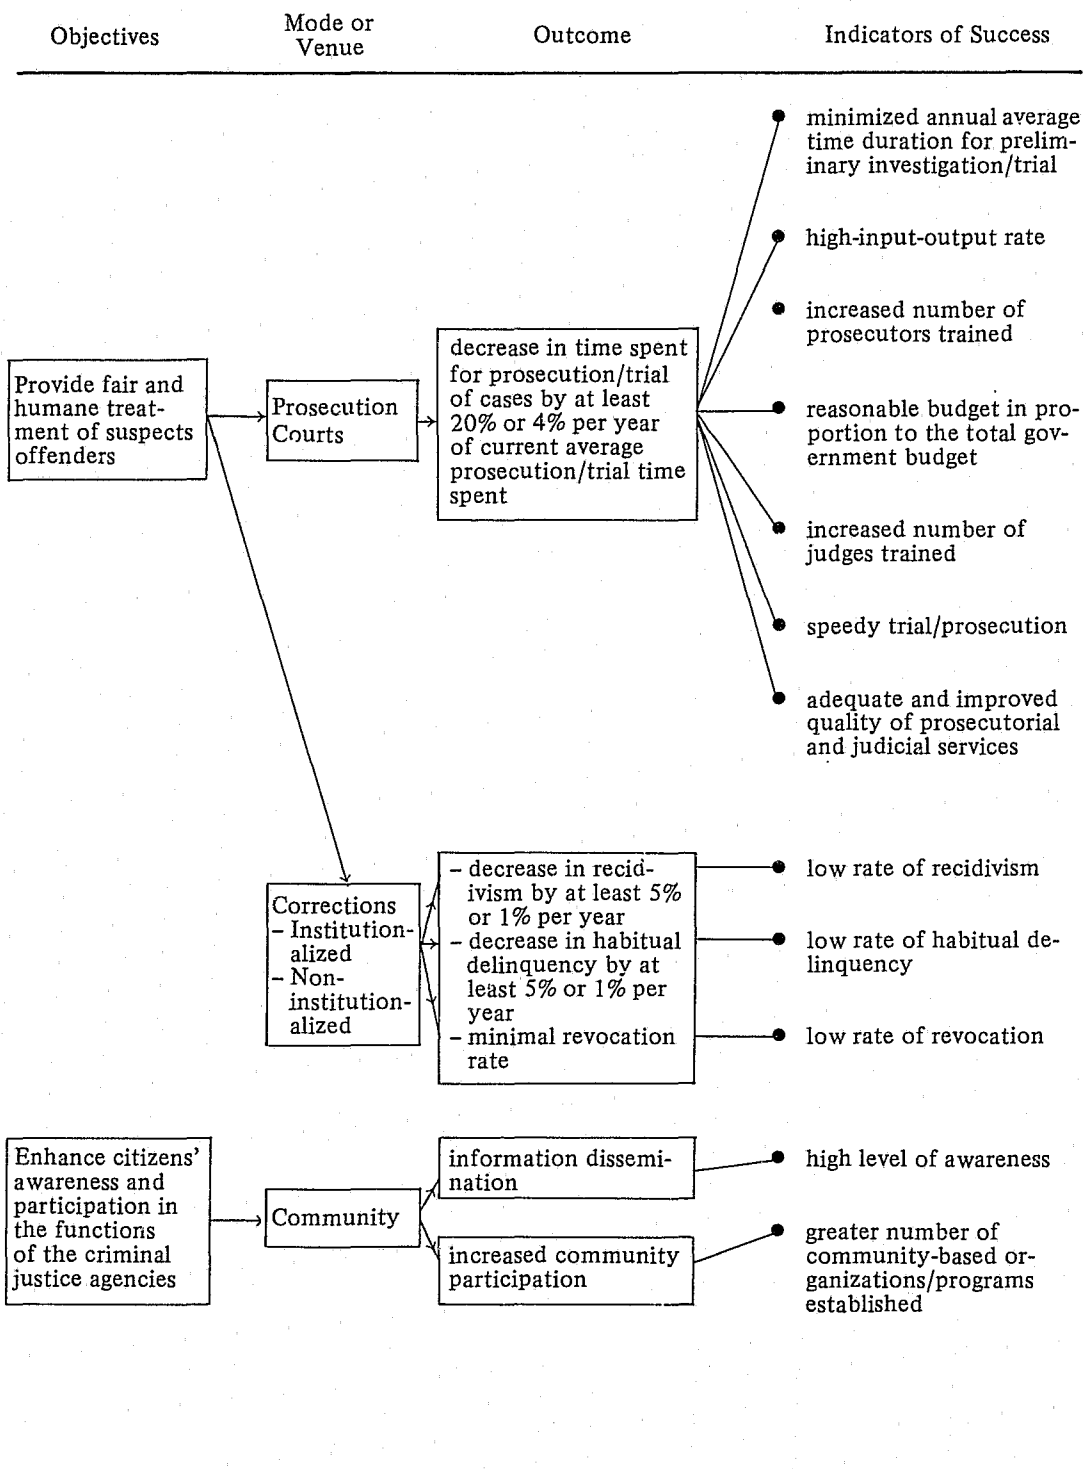 Objectives
Mode or
Venue
Outcome
Indicators of Success
Provide fair and
humane treat-
ment of suspects
offenders
Prosecution
Courts
decrease in time spent
for prosecution/trial
of cases by at least
20% or 4% per year
of current average
prosecution/trial time
spent
minimized annual average
time duration for prelim-
inary investigation/trial
high-input-output rate
increased number of
prosecutors trained
reasonable budget in pro-
portion to the total gov-
ernment budget
increased number of
judges trained
speedy trial/prosecution
adequate and improved
quality of prosecutorial
and judicial services
Corrections
– Institution-
alized
– Non-
institution-
alized
– decrease in recid-
ivism by at least 5%
or 1% per year
– decrease in habitual
delinquency by at
least 5% or 1% per
year
– minimal revocation
rate
low rate of recidivism
low rate of habitual de-
linquency
low rate of revocation
Enhance citizens’
awareness and
participation in
the functions
of the criminal
justice agencies
Community
information dissemi-
nation
increased community
participation
high level of awareness
greater number of
community-based or-
ganizations/programs
established